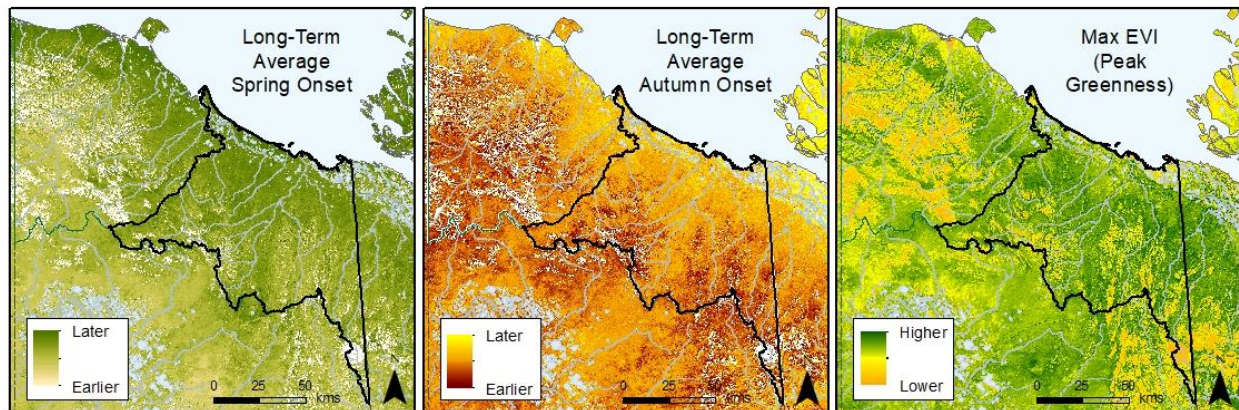 Long-Term
Average
Spring Onset
Later
Earlier
0 25 50
kms
Long-Term
Average
Autumn Onset
Later
Earlier
0 25 50
kms
Max EVI
(Peak
Greenness)
Higher
Lower
0 25 50
kms